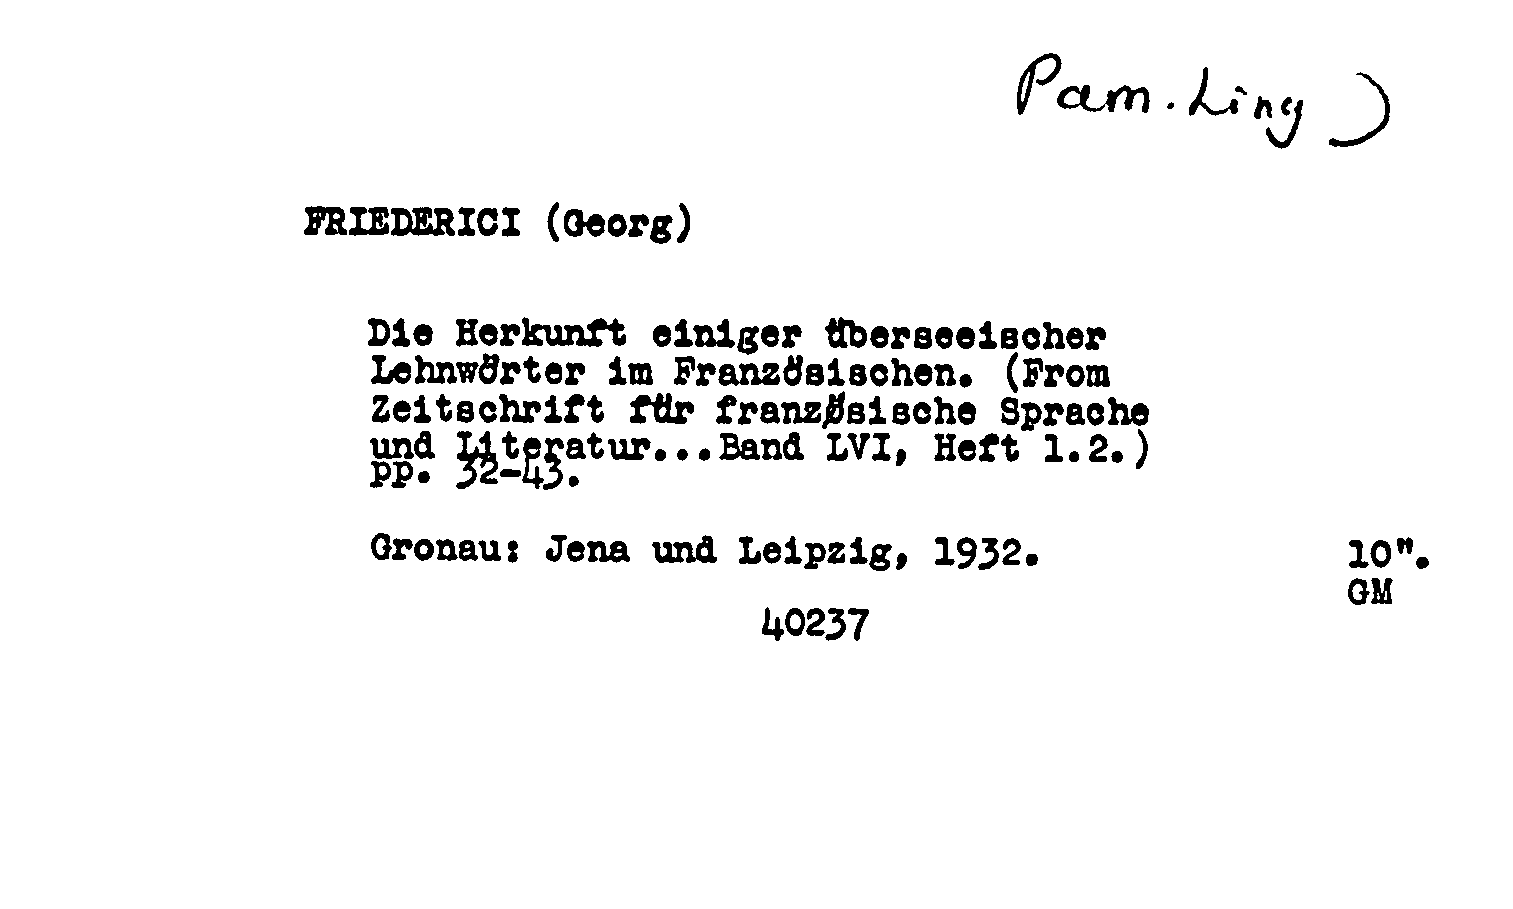 Pam. Ling )
FRIEDERICI (Georg)
Die Herkunft einiger überseeischer
Lehnwörter im Französischen. (From
Zeitschrift für französische Sprache
und Literatur...Band LVI, Heft 1.2.)
pp. 32-43.
Gronau: Jena und Leipzig, 1932.
10".
GM
40237